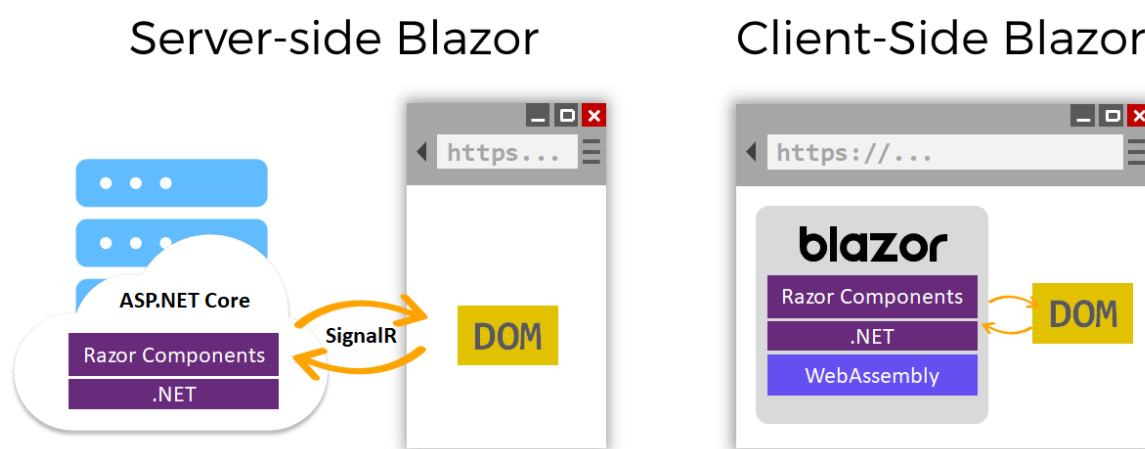 Server-side Blazor
https...
ASP.NET Core
Razor Components
.NET
SignalR
DOM
Client-Side Blazor
https://...
blazor
Razor Components
.NET
WebAssembly
DOM